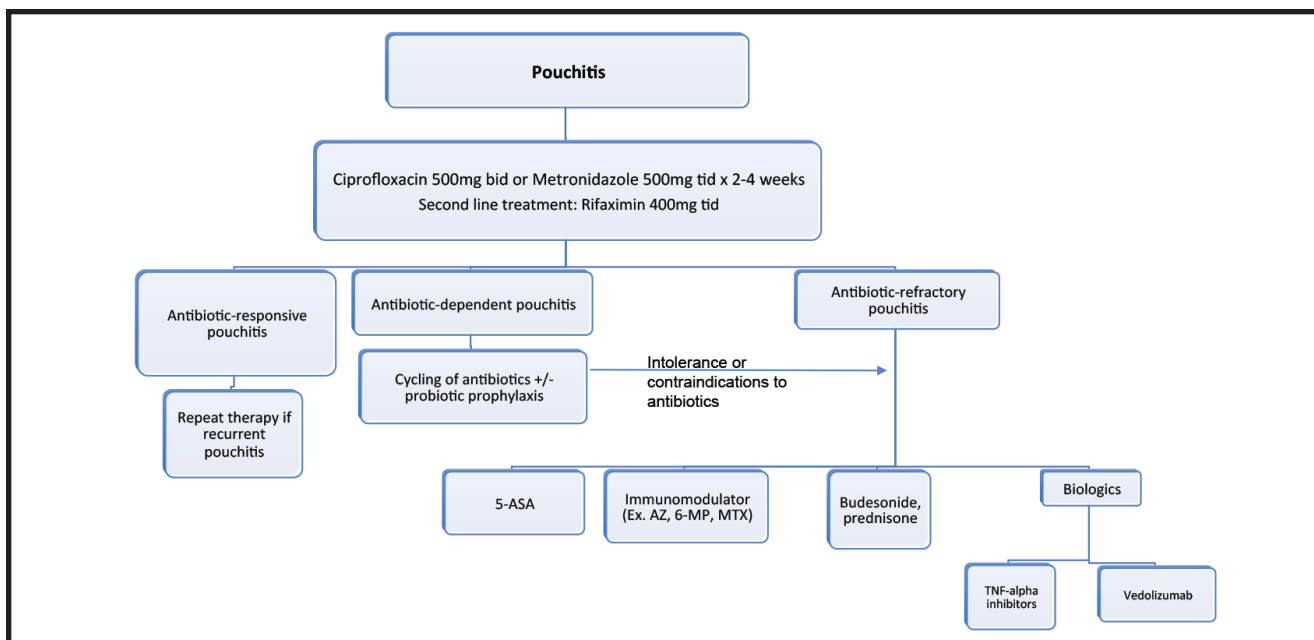 Pouchitis
Ciprofloxacin 500mg bid or Metronidazole 500mg tid x 2-4 weeks
Second line treatment: Rifaximin 400mg tid
Antibiotic-responsive
pouchitis
Antibiotic-dependent pouchitis
Antibiotic-refractory
pouchitis
Repeat therapy if
recurrent
pouchitis
Cycling of antibiotics +/-
probiotic prophylaxis
Intolerance or
contraindications to
antibiotics
5-ASA
Immunomodulator
(Ex. AZ, 6-MP, MTX)
Budesonide,
prednisone
Biologics
TNF-alpha
inhibitors
Vedolizumab